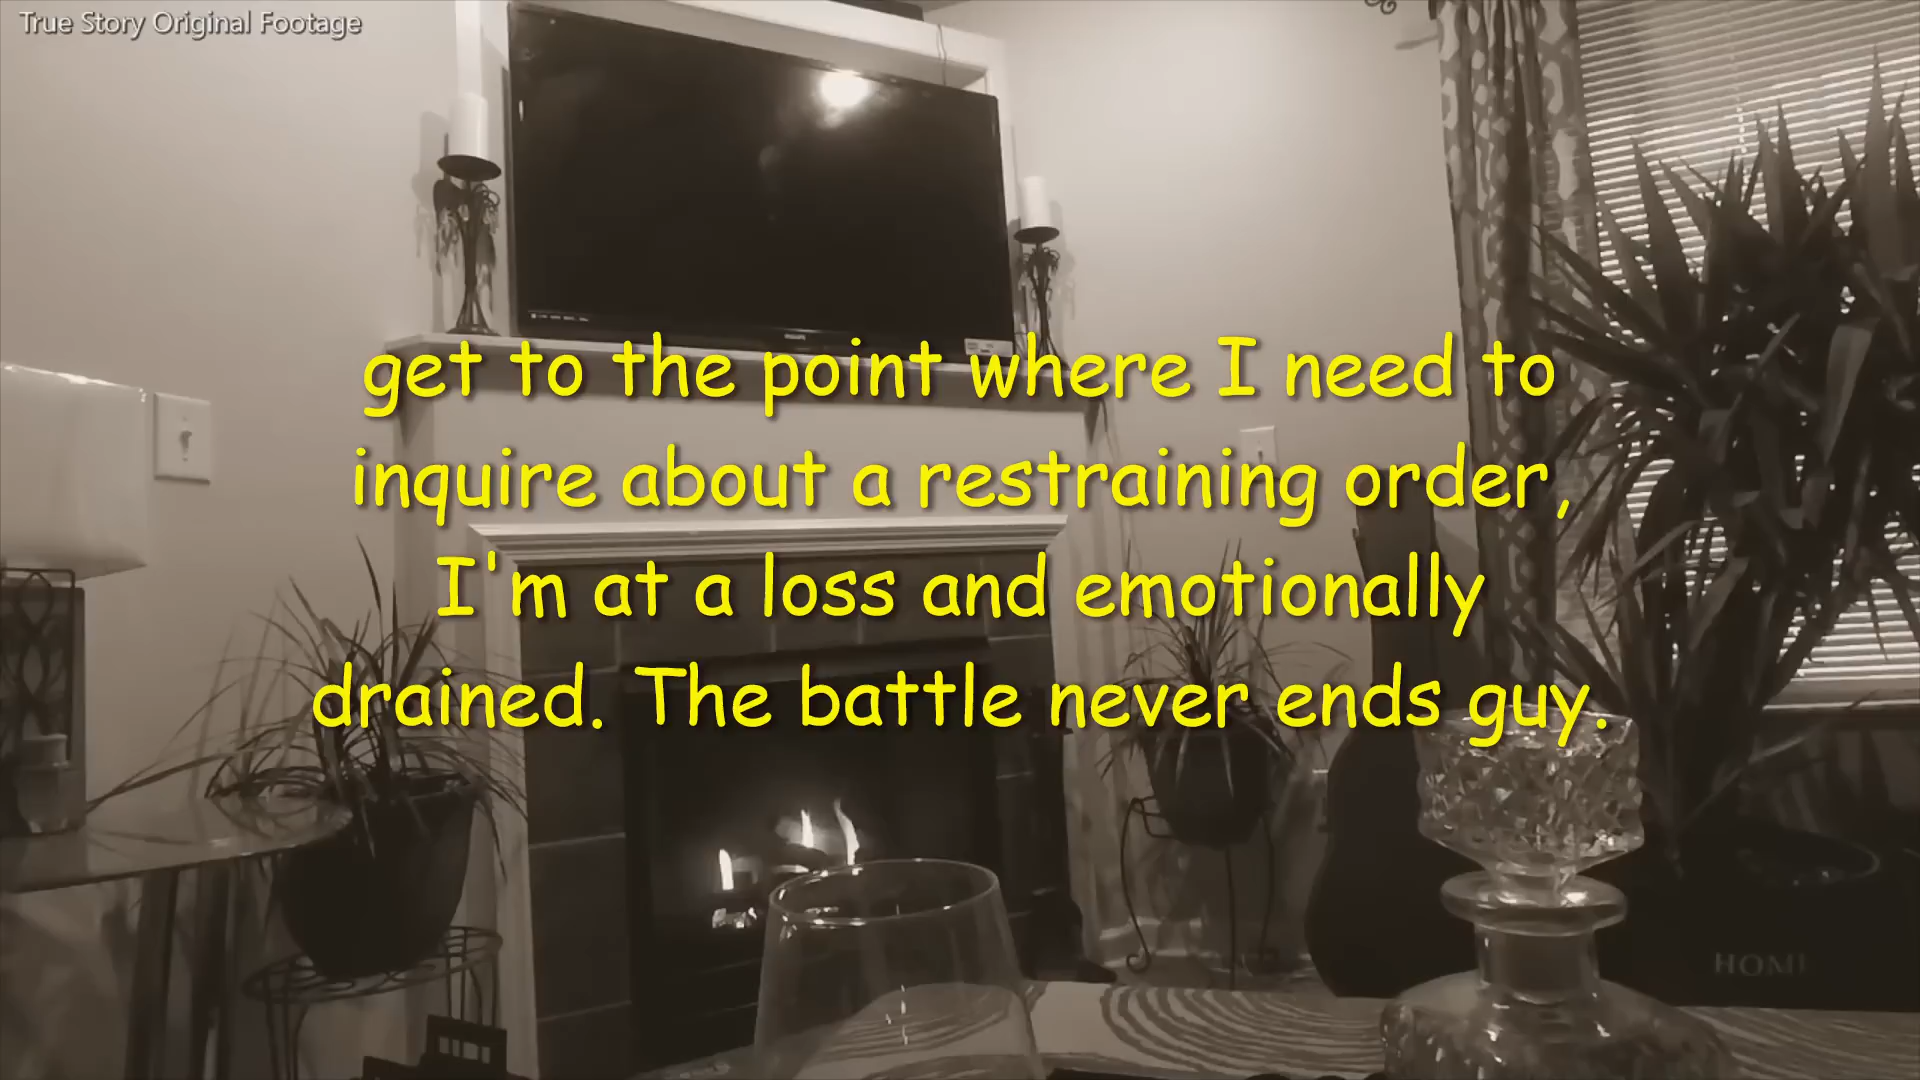 True Story Original Footage
get to the point where I need to
inquire about a restraining order,
I'm at a loss and emotionally
drained. The battle never ends guy.